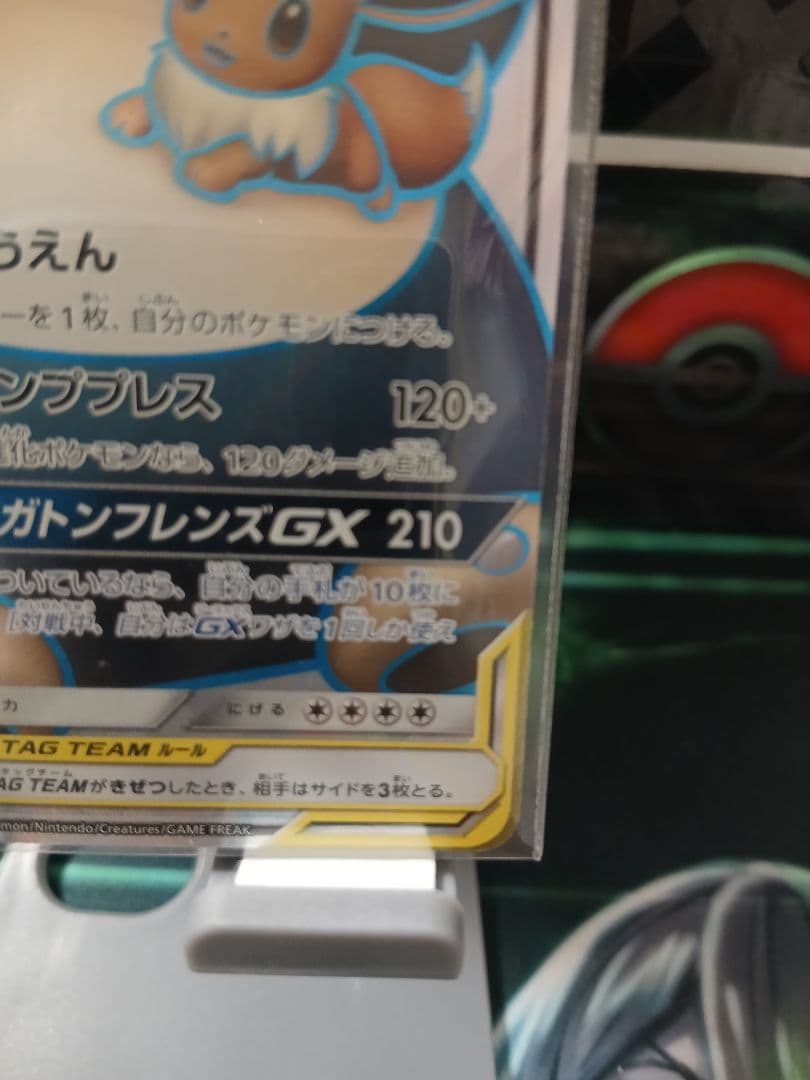 うえん
ーを1枚、自分のポケモンにつける。
ンププレス 120+
化ポケモンなら、120ダメージ追加。
ガトンフレンズGX 210
ついているなら、自分の手札が10枚に
対戦中、自分はGXワザを1回しか使え
力 にげる
TAG TEAM ルール
AG TEAMがきぜつしたとき、相手はサイドを3枚とる。
mon/Nintendo/Creatures/GAME FREAK